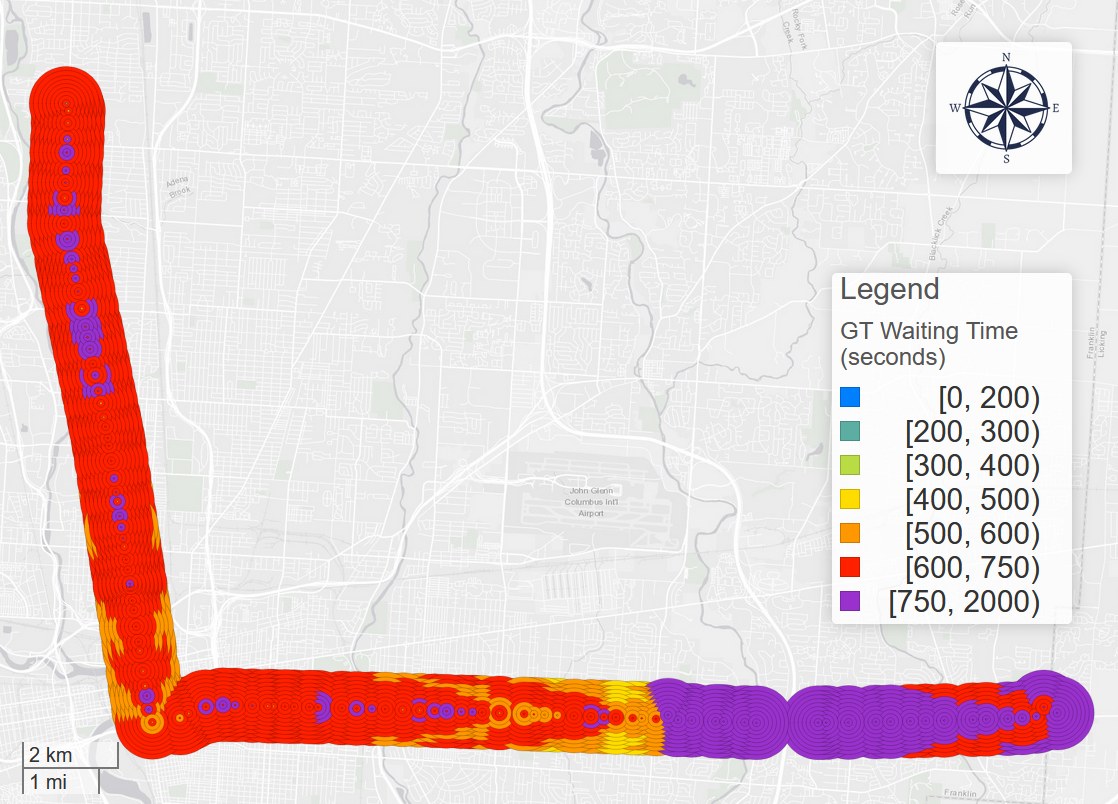 Rocky Fork
Creek
Run
N
W
E
S
Adena
Brook
Blacklick Creek
Legend
GT Waiting Time
(seconds)
[0, 200)
[200, 300)
[300, 400)
[400, 500)
[500, 600)
[600, 750)
[750, 2000)
Franklin
Licking
John Glenn
Columbus Int'l
Airport
2 km
1 mi
Franklin